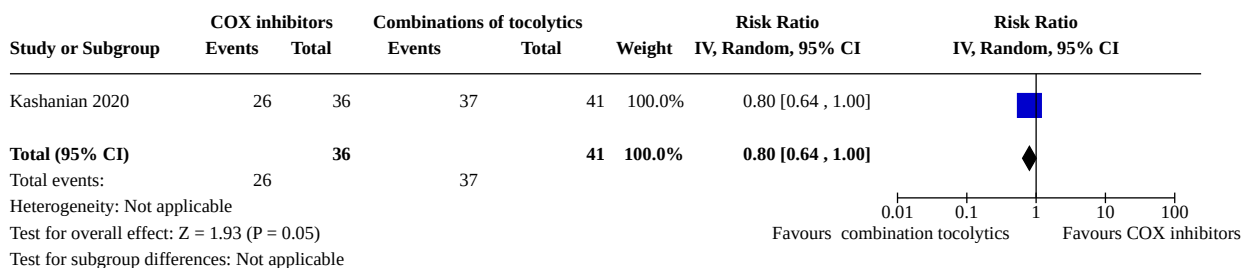 COX inhibitors Combinations of tocolytics Risk Ratio Risk Ratio
Study or Subgroup Events Total Events Total Weight IV, Random, 95% CI IV, Random, 95% CI
Kashanian 2020 26 36 37 41 100.0% 0.80 [0.64 , 1.00]
Total (95% CI) 36 41 100.0% 0.80 [0.64 , 1.00]
Total events: 26 37
Heterogeneity: Not applicable
0.01 0.1 1 10 100
Test for overall effect: Z = 1.93 (P = 0.05) Favours combination tocolytics Favours COX inhibitors
Test for subgroup differences: Not applicable